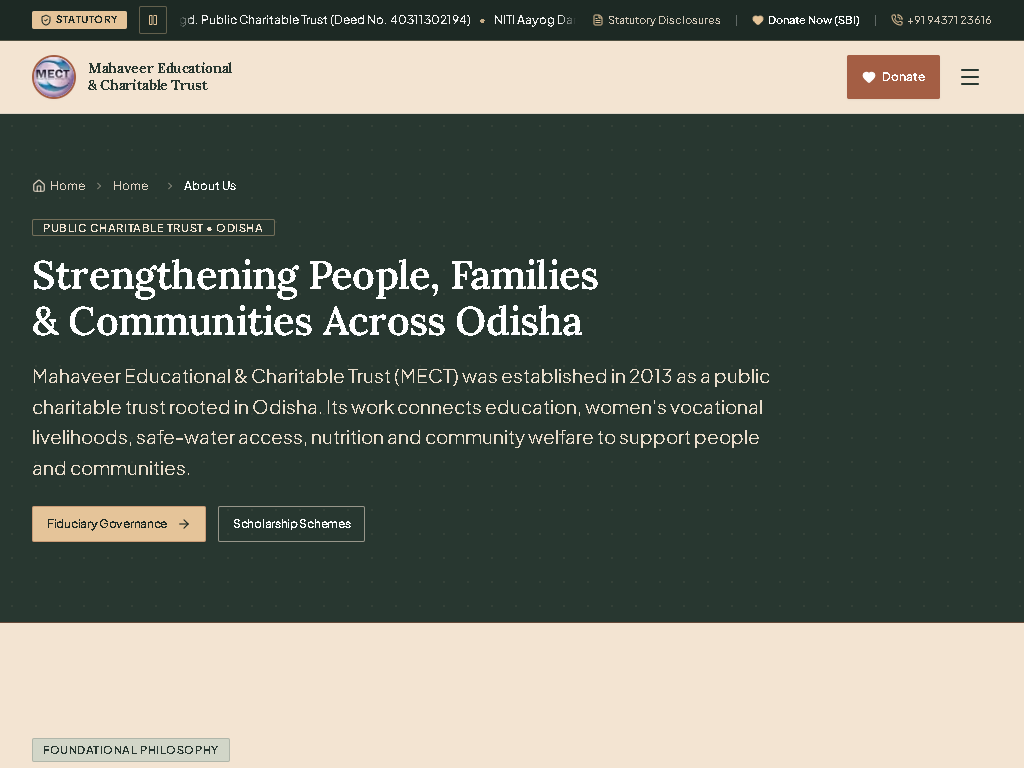 STATUTORY
gd. Public Charitable Trust (Deed No. 40311302194) • NITI Aayog Da
Statutory Disclosures
Donate Now (SBI)
+91 94371 23616
MECT
Mahaveer Educational
& Charitable Trust
Donate
Home > Home > About Us
PUBLIC CHARITABLE TRUST • ODISHA
Strengthening People, Families
& Communities Across Odisha
Mahaveer Educational & Charitable Trust (MECT) was established in 2013 as a public
charitable trust rooted in Odisha. Its work connects education, women's vocational
livelihoods, safe-water access, nutrition and community welfare to support people
and communities.
Fiduciary Governance →
Scholarship Schemes
FOUNDATIONAL PHILOSOPHY